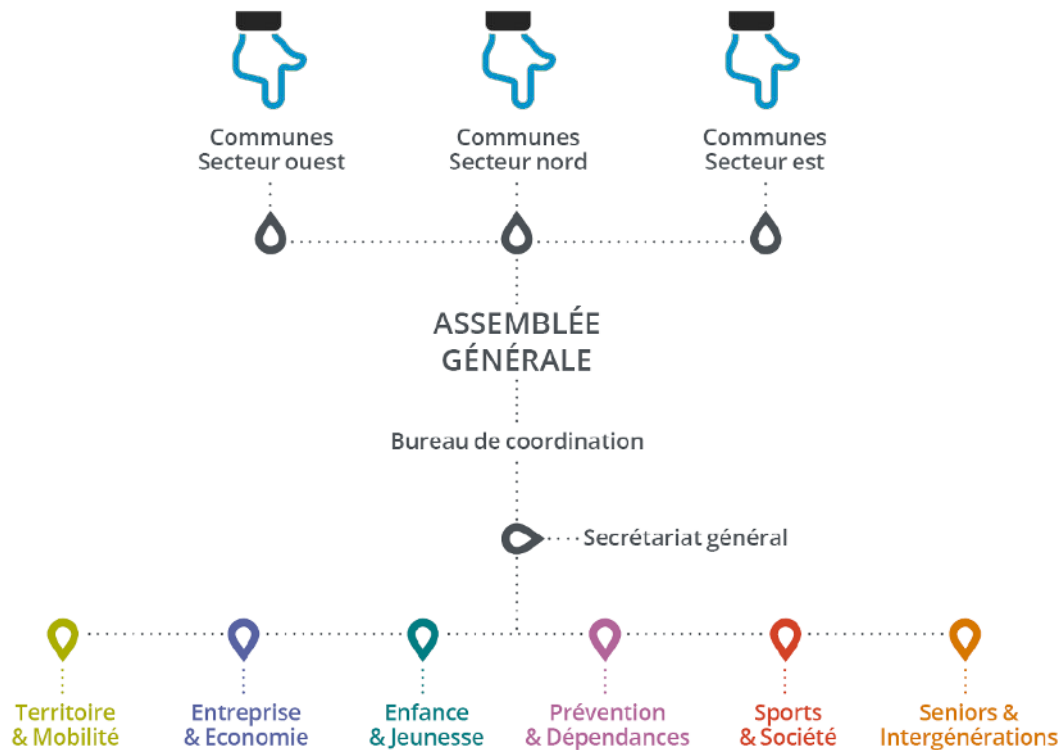 Communes
Secteur ouest
Communes
Secteur nord
Communes
Secteur est
ASSEMBLÉE
GÉNÉRALE
Bureau de coordination
Secrétariat général
Territoire
& Mobilité
Entreprise
& Economie
Enfance
& Jeunesse
Prévention
& Dépendances
Sports
& Société
Seniors &
Intergénérations